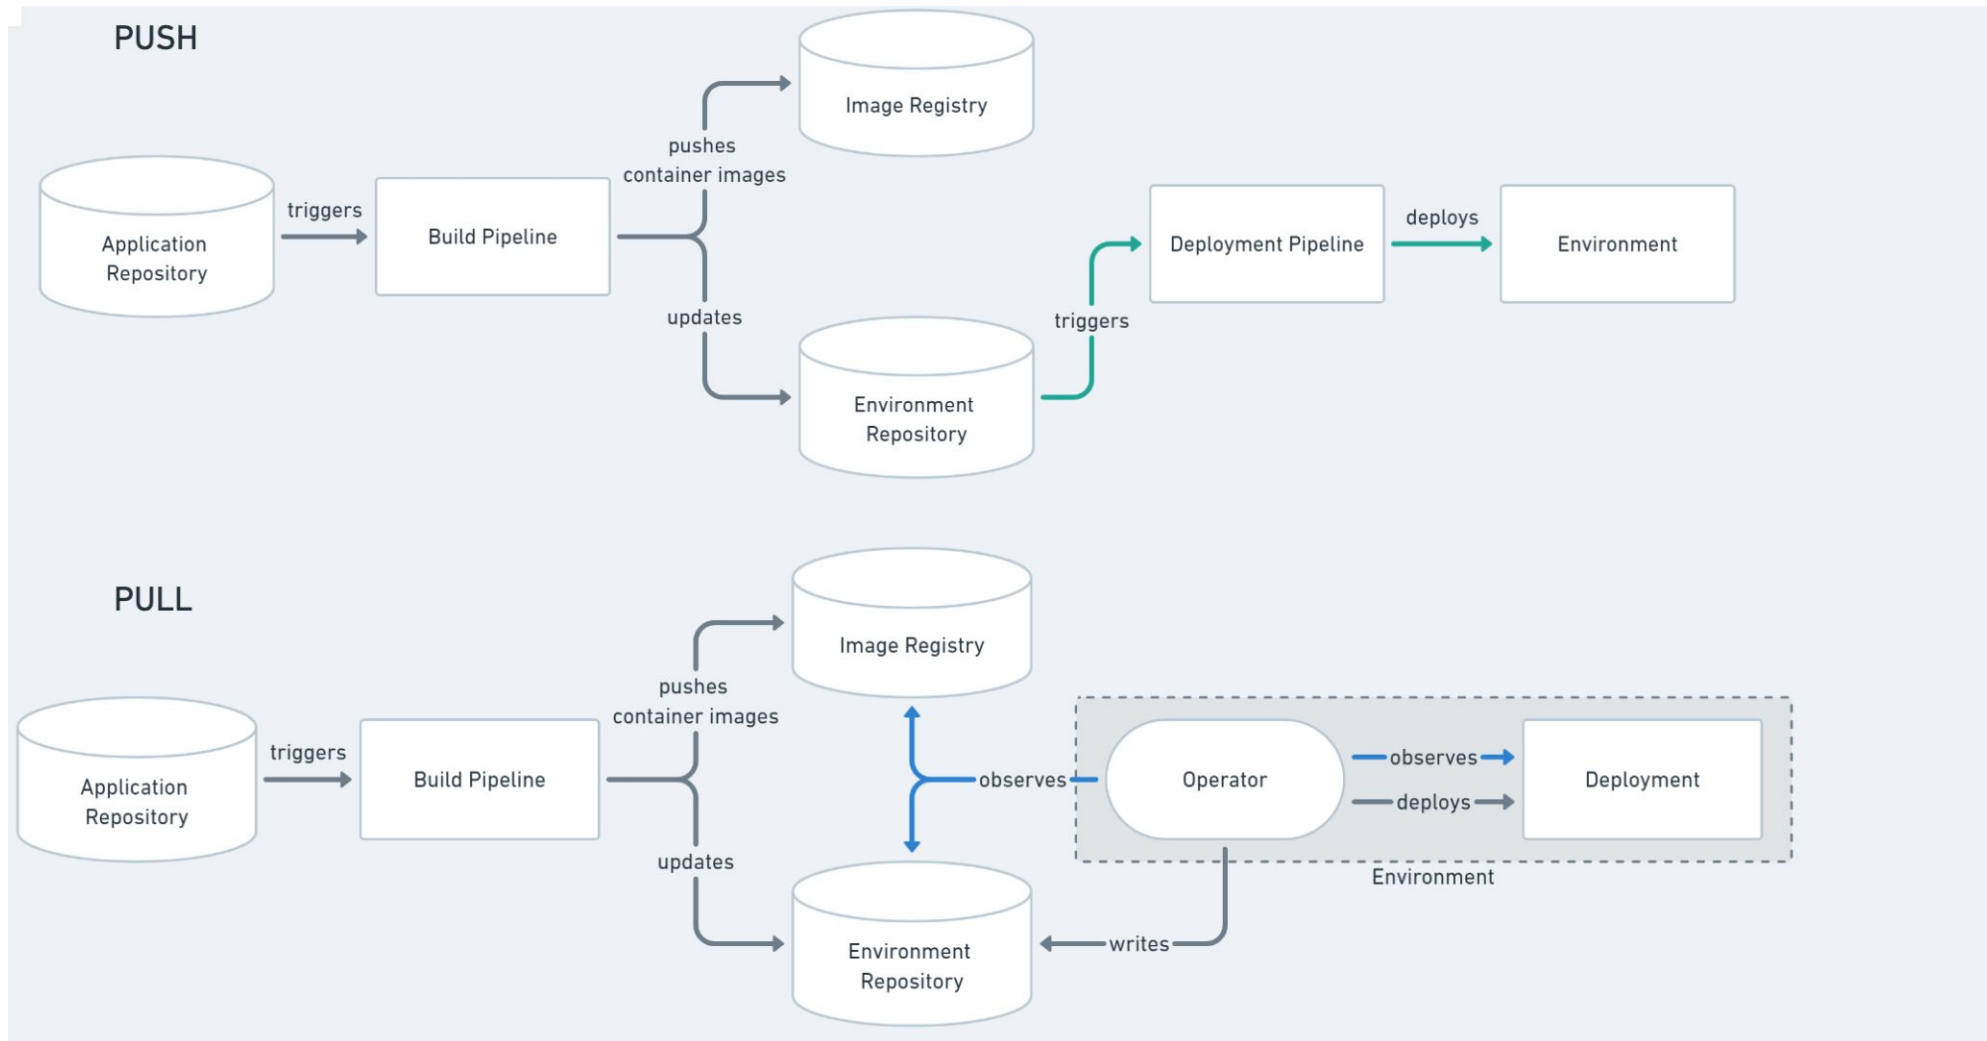 PUSH
Image Registry
pushes
container images
triggers
Application
Repository
Build Pipeline
deploys
Deployment Pipeline
Environment
updates
triggers
Environment
Repository
PULL
Image Registry
pushes
container images
triggers
Application
Repository
Build Pipeline
observes
Operator
observes
deploys
Deployment
updates
Environment
writes
Environment
Repository